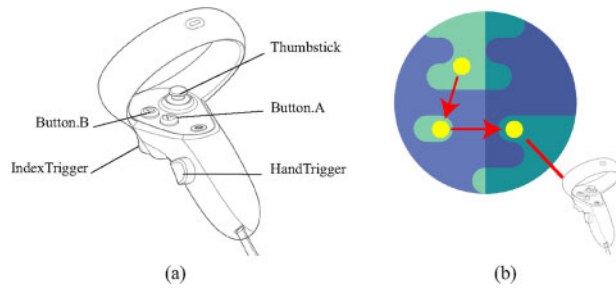 Thumbstick
Button.B
Button.A
IndexTrigger
HandTrigger
(a)
(b)